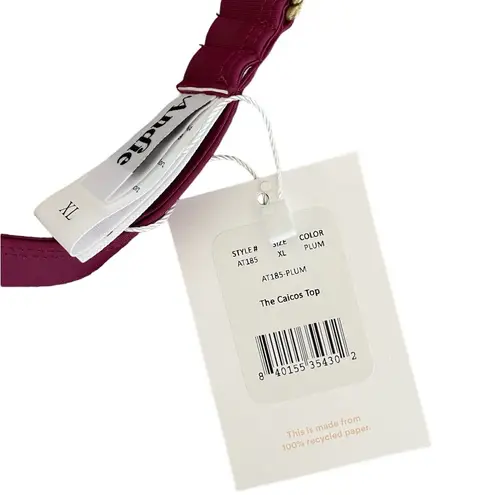 Andie
XL
STYLE # SIZE COLOR
AT185 XL PLUM
AT185-PLUM
The Caicos Top
8 40155 35430 2
This is made from
100% recycled paper.